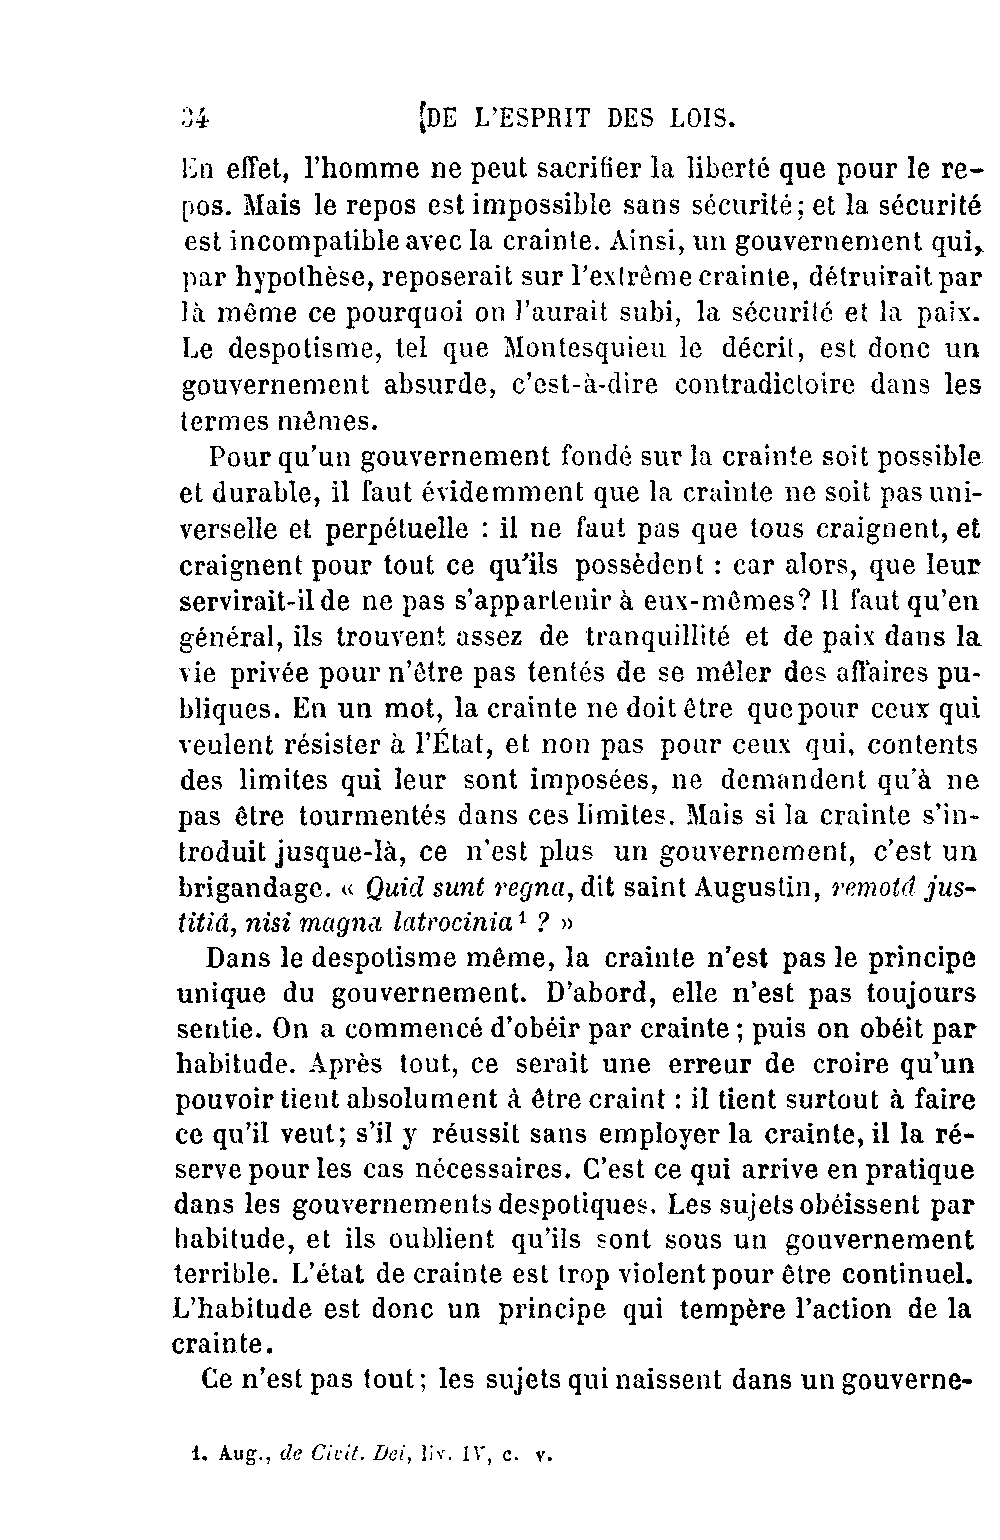 34 DE L'ESPRIT DES LOIS.
En effet, l'homme ne peut sacrifier la liberté que pour le re-
pos. Mais le repos est impossible sans sécurité; et la sécurité
est incompatible avec la crainte. Ainsi, un gouvernement qui,
par hypothèse, reposerait sur l'extrême crainte, détruirait par
là même ce pourquoi on l'aurait subi, la sécurité et la paix.
Le despotisme, tel que Montesquieu le décrit, est donc un
gouvernement absurde, c'est-à-dire contradictoire dans les
termes mêmes.
Pour qu'un gouvernement fondé sur la crainte soit possible
et durable, il faut évidemment que la crainte ne soit pas uni-
verselle et perpétuelle : il ne faut pas que tous craignent, et
craignent pour tout ce qu'ils possèdent : car alors, que leur
servirait-il de ne pas s'appartenir à eux-mêmes? Il faut qu'en
général, ils trouvent assez de tranquillité et de paix dans la
vie privée pour n'être pas tentés de se mêler des affaires pu-
bliques. En un mot, la crainte ne doit être que pour ceux qui
veulent résister à l'État, et non pas pour ceux qui, contents
des limites qui leur sont imposées, ne demandent qu'à ne
pas être tourmentés dans ces limites. Mais si la crainte s'in-
troduit jusque-là, ce n'est plus un gouvernement, c'est un
brigandage. « Quid sunt regna, dit saint Augustin, remotâ jus-
titiâ, nisi magna latrocinia¹ ? »
Dans le despotisme même, la crainte n'est pas le principe
unique du gouvernement. D'abord, elle n'est pas toujours
sentie. On a commencé d'obéir par crainte; puis on obéit par
habitude. Après tout, ce serait une erreur de croire qu'un
pouvoir tient absolument à être craint : il tient surtout à faire
ce qu'il veut; s'il y réussit sans employer la crainte, il la ré-
serve pour les cas nécessaires. C'est ce qui arrive en pratique
dans les gouvernements despotiques. Les sujets obéissent par
habitude, et ils oublient qu'ils sont sous un gouvernement
terrible. L'état de crainte est trop violent pour être continuel.
L'habitude est donc un principe qui tempère l'action de la
crainte.
Ce n'est pas tout; les sujets qui naissent dans un gouverne-
1. Aug., de Civit. Dei, liv. IV, c. v.